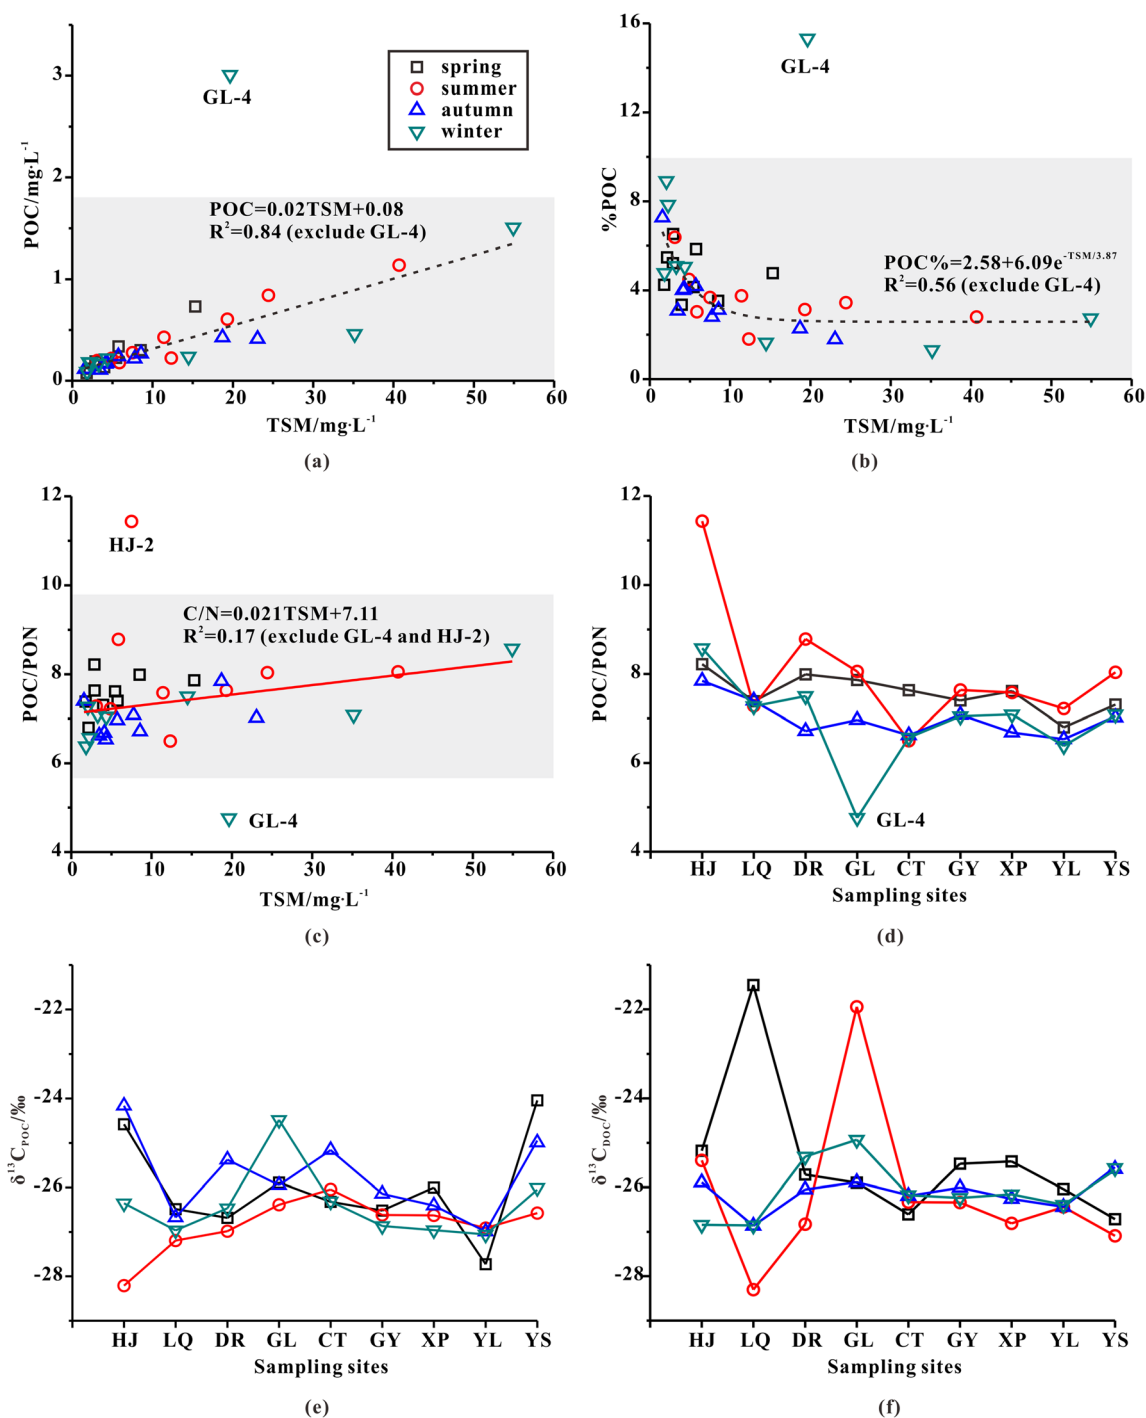 3
2
1
0
POC/mg·L⁻¹
GL-4
spring
summer
autumn
winter
POC=0.02TSM+0.08
R²=0.84 (exclude GL-4)
0 10 20 30 40 50 60
TSM/mg·L⁻¹
(a)
16
12
8
4
0
%POC
GL-4
POC%=2.58+6.09e^-TSM/3.87
R²=0.56 (exclude GL-4)
0 10 20 30 40 50 60
TSM/mg·L⁻¹
(b)
12
10
8
6
4
POC/PON
HJ-2
C/N=0.021TSM+7.11
R²=0.17 (exclude GL-4 and HJ-2)
GL-4
0 10 20 30 40 50 60
TSM/mg·L⁻¹
(c)
12
10
8
6
4
POC/PON
GL-4
HJ LQ DR GL CT GY XP YL YS
Sampling sites
(d)
-22
-24
-26
-28
δ¹³C_POC/‰
HJ LQ DR GL CT GY XP YL YS
Sampling sites
(e)
-22
-24
-26
-28
δ¹³C_DOC/‰
HJ LQ DR GL CT GY XP YL YS
Sampling sites
(f)